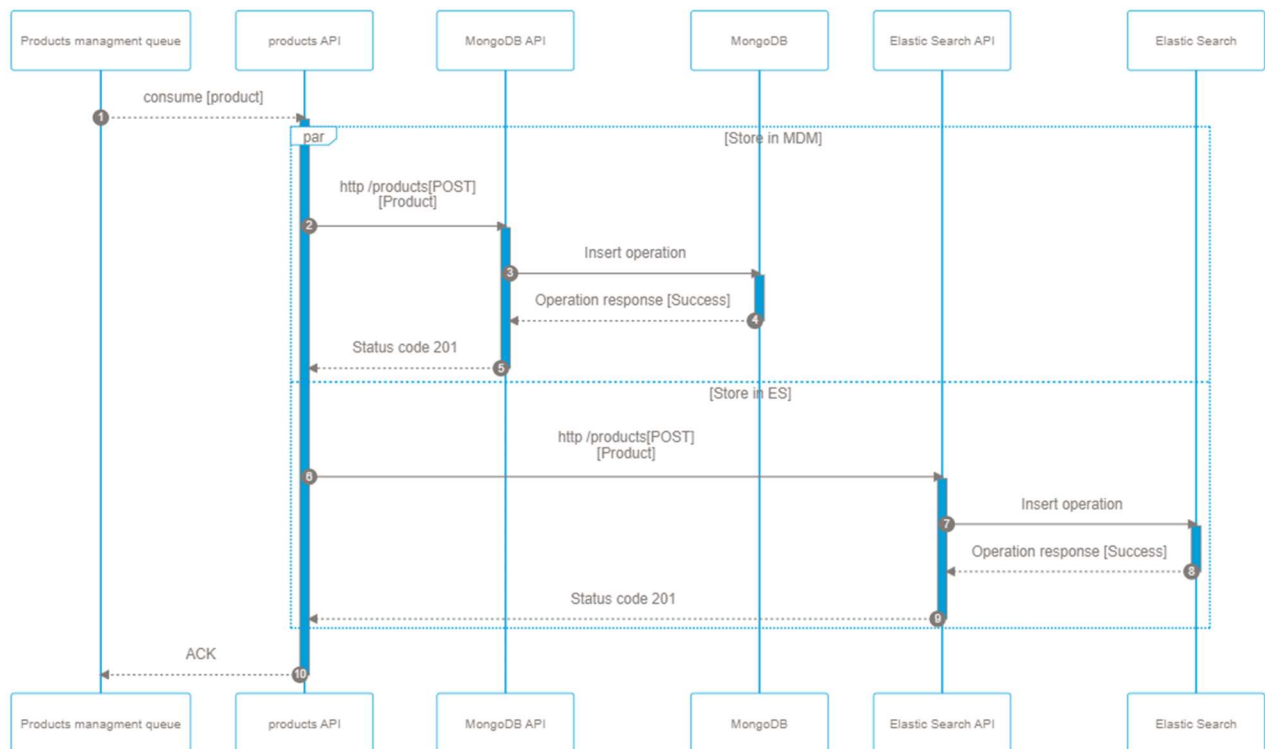 Products managment queue
products API
MongoDB API
MongoDB
Elastic Search API
Elastic Search
consume [product]
1
par
[Store in MDM]
http /products[POST]
[Product]
2
Insert operation
3
Operation response [Success]
4
Status code 201
5
[Store in ES]
http /products[POST]
[Product]
6
Insert operation
7
Operation response [Success]
8
Status code 201
9
ACK
10
Products managment queue
products API
MongoDB API
MongoDB
Elastic Search API
Elastic Search